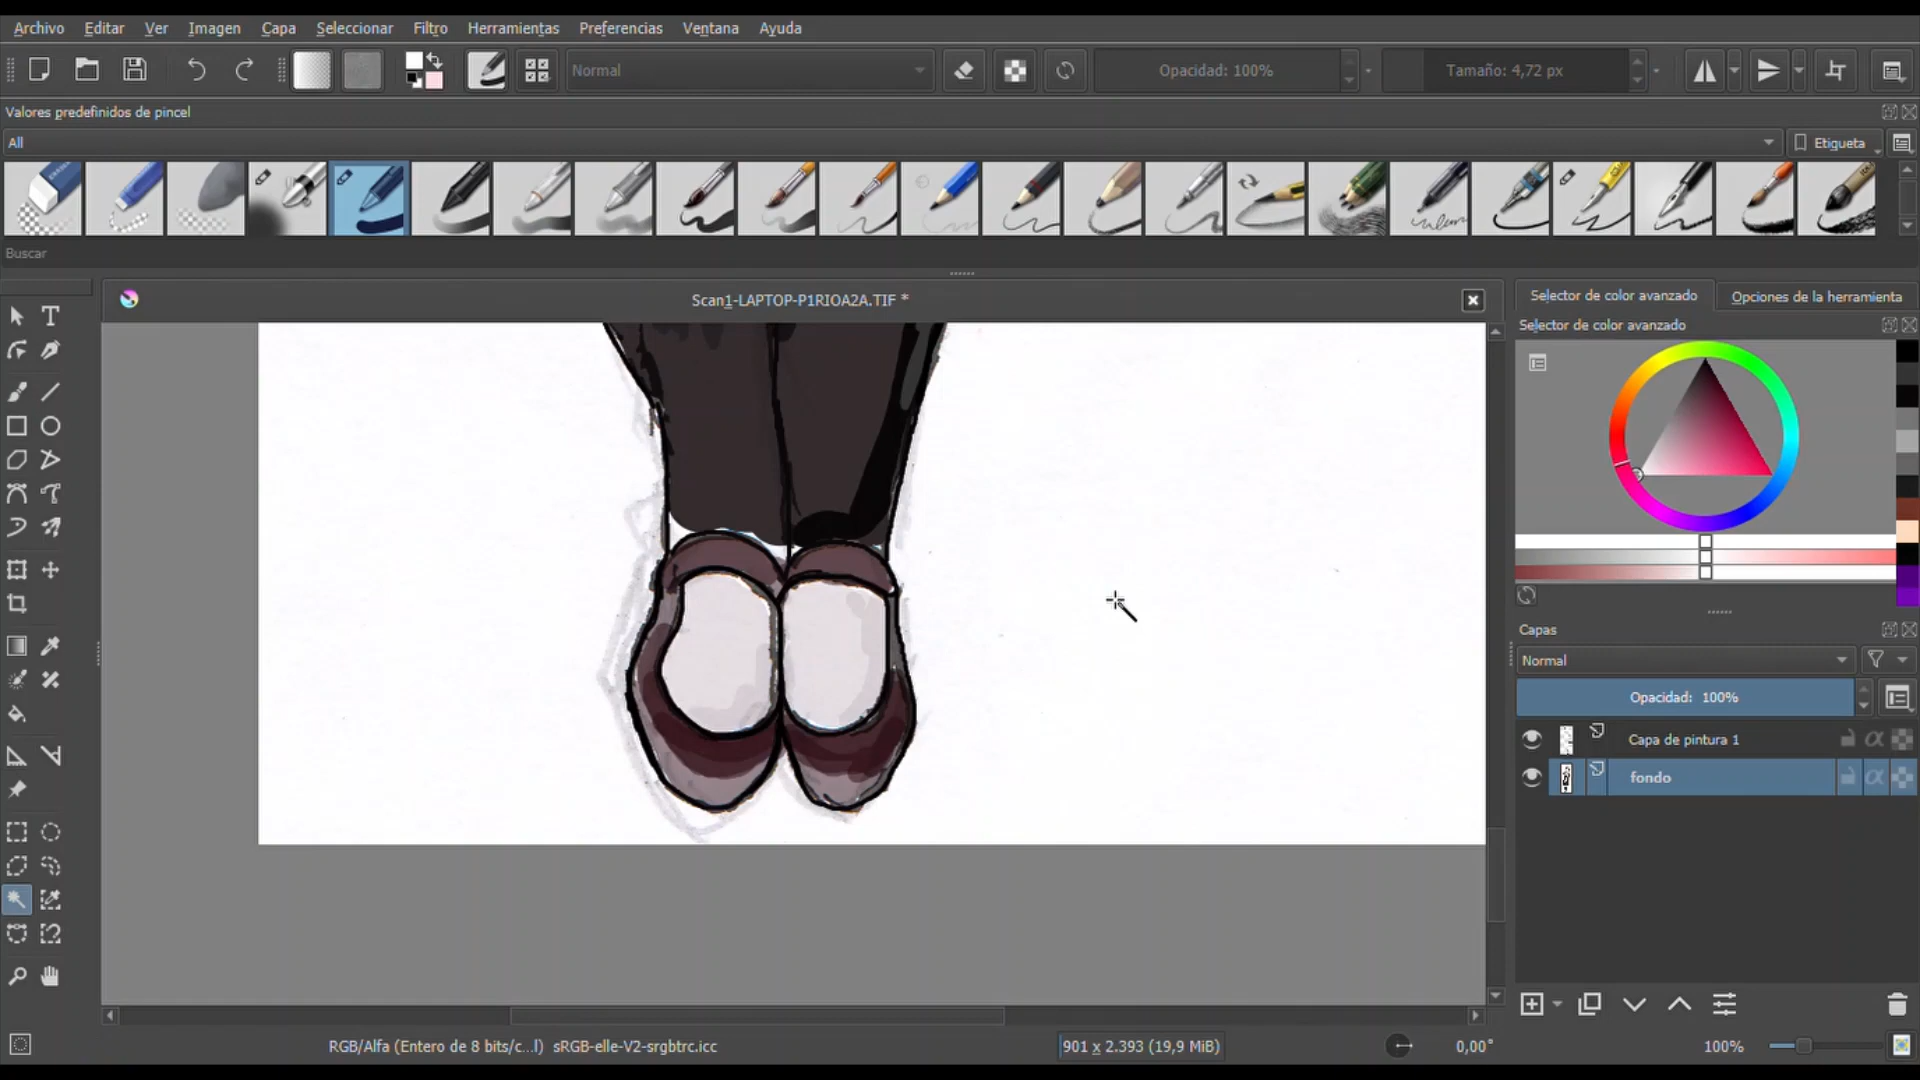 Archivo Editar Ver Imagen Capa Seleccionar Filtro Herramientas Preferencias Ventana Ayuda
Normal Opacidad: 100% Tamaño: 4,72 px
Valores predefinidos de pincel
All Etiqueta
Buscar
Scan1-LAPTOP-P1RIOA2A.TIF *
Selector de color avanzado Opciones de la herramienta
Selector de color avanzado
Capas
Normal
Opacidad: 100%
Capa de pintura 1
fondo
RGB/Alfa (Entero de 8 bits/c...l) sRGB-elle-V2-srgbtrc.icc 901 x 2.393 (19,9 MiB) 0,00° 100%